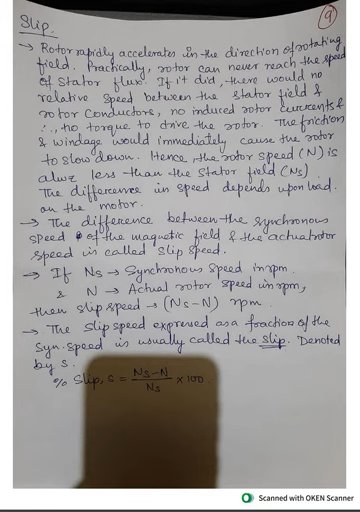 9
Slip.
→ Rotor rapidly accelerates in the direction of rotating
field. Practically, rotor can never reach the speed
of stator flux. If it did, there would no
relative speed between the stator field &
rotor conductors, no induced rotor currents &
∴, no torque to drive the rotor. The friction
& windage would immediately cause the rotor
to slow down. Hence, the rotor speed (N) is
alwz less than the stator field (Ns).
The difference in speed depends upon load
on the motor.
→ The difference between the synchronous
speed of the magnetic field & the actual rotor
speed is called slip speed.
→ If Ns → Synchronous speed in rpm
& N → Actual rotor speed in rpm,
then slip speed → (Ns-N) rpm
→ The slip speed expressed as a fraction of the
syn. speed is usually called the slip. Denoted
by s.
% Slip, s = Ns-N / Ns × 100
Scanned with OKEN Scanner